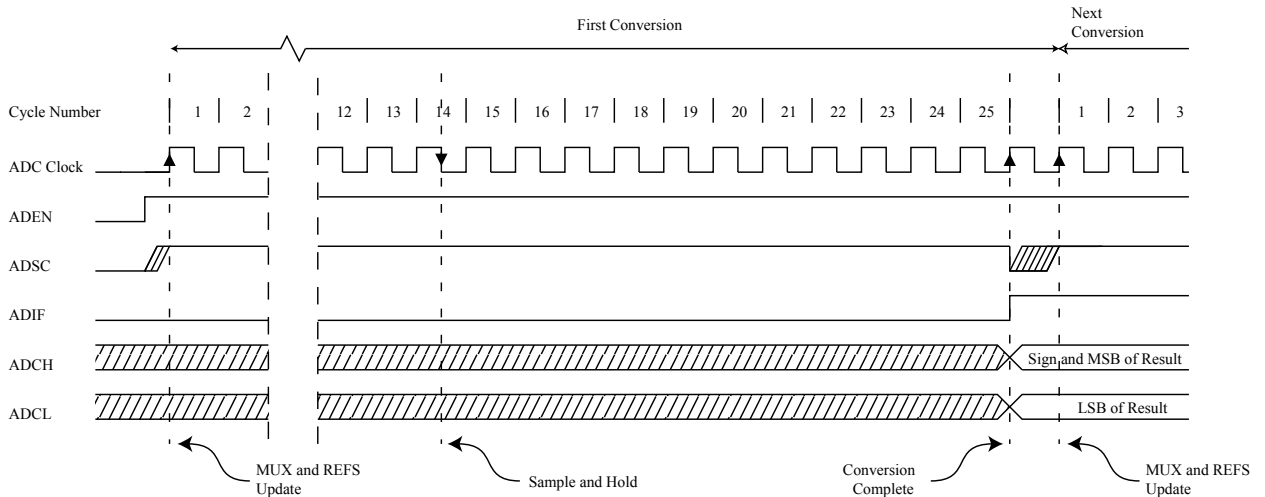 First Conversion
Next
Conversion
Cycle Number 1 2 12 13 14 15 16 17 18 19 20 21 22 23 24 25 1 2 3
ADC Clock
ADEN
ADSC
ADIF
ADCH Sign and MSB of Result
ADCL LSB of Result
MUX and REFS
Update
Sample and Hold
Conversion
Complete
MUX and REFS
Update